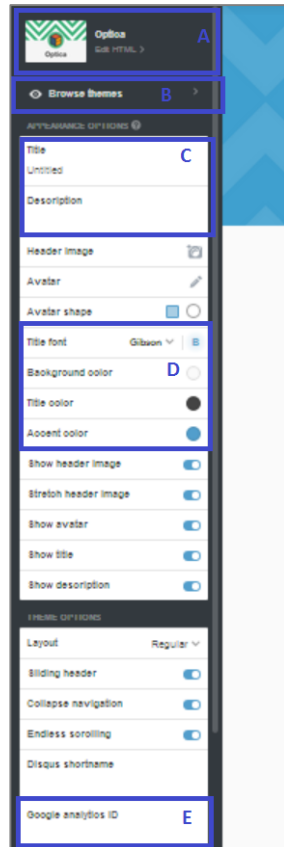 Optica
Edit HTML >
A
Optica
Browse themes
B
APPEARANCE OPTIONS
Title
C
Untitled
Description
Header Image
Avatar
Avatar shape
Title font Gibson B
Background color D
Title color
Accent color
Show header image
Stretch header image
Show avatar
Show title
Show description
THEME OPTIONS
Layout Regular
Sliding header
Collapse navigation
Endless scrolling
Disqus shortname
Google analytics ID E